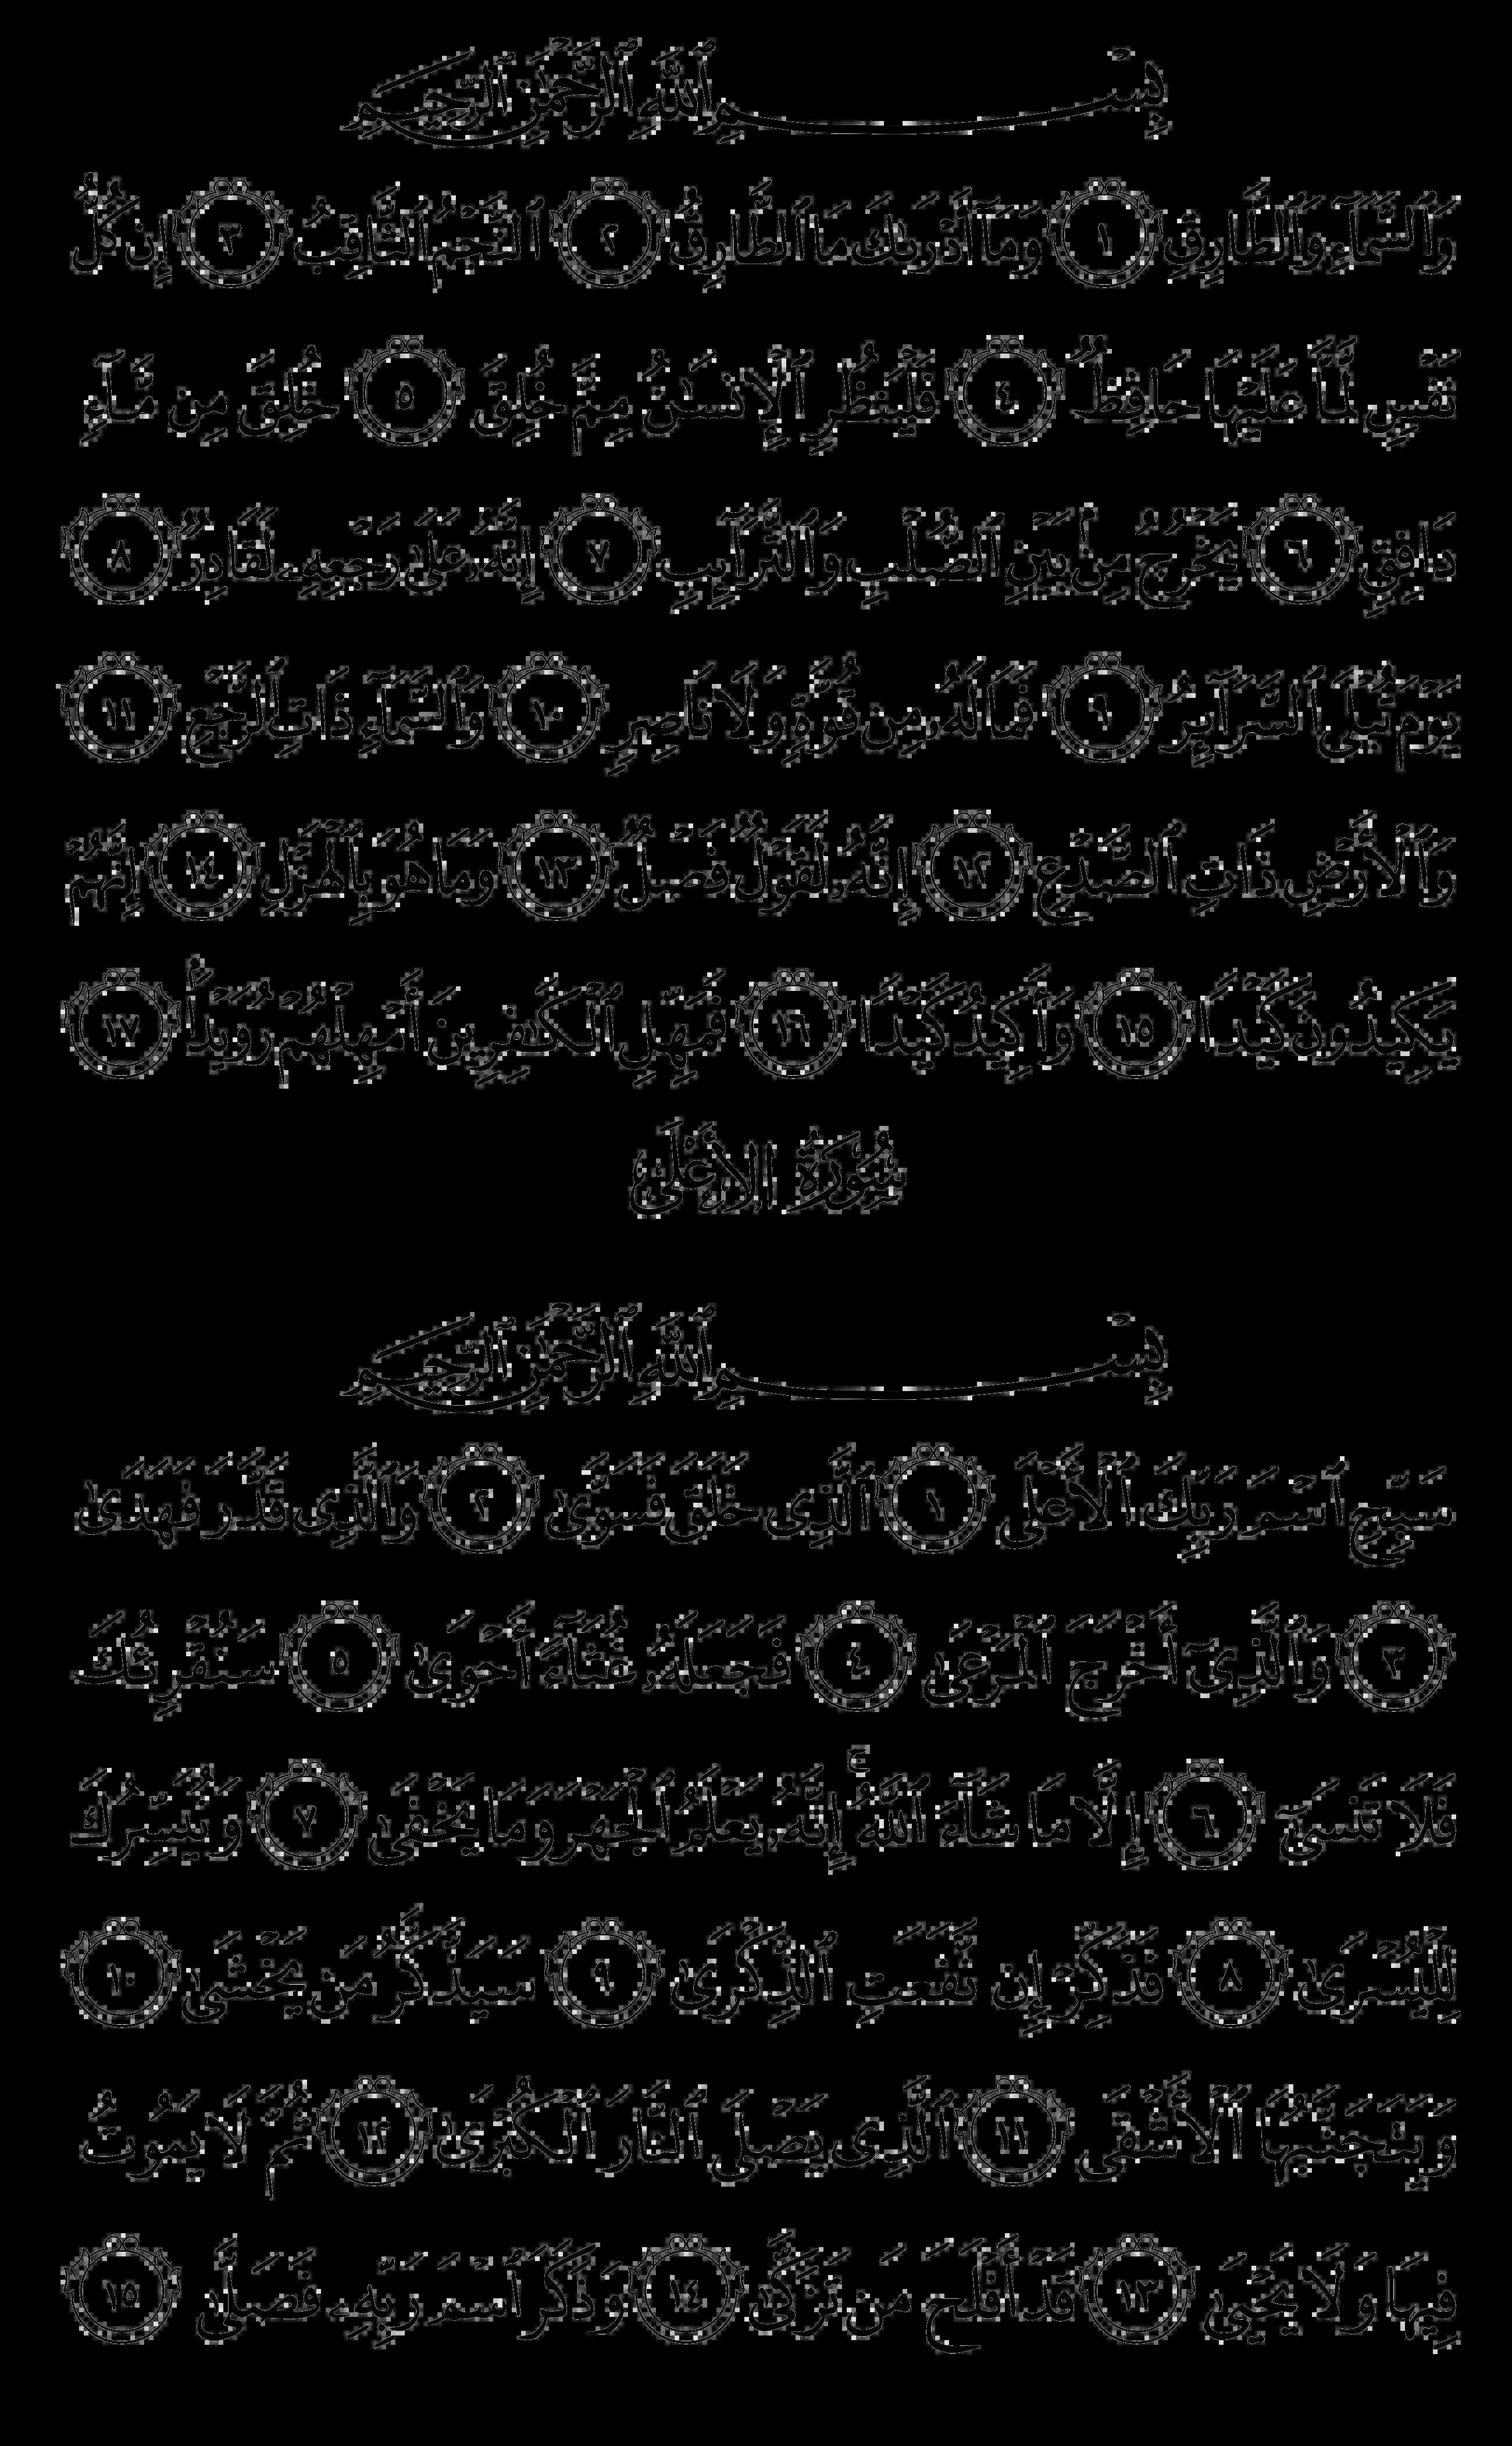 بِسْمِ ٱللَّهِ ٱلرَّحْمَٰنِ ٱلرَّحِيمِ
وَٱلسَّمَآءِ وَٱلطَّارِقِ ١ وَمَآ أَدْرَىٰكَ مَا ٱلطَّارِقُ ٢ ٱلنَّجْمُ ٱلثَّاقِبُ ٣ إِن كُلُّ
نَفْسٍ لَّمَّا عَلَيْهَا حَافِظٌ ٤ فَلْيَنظُرِ ٱلْإِنسَٰنُ مِمَّ خُلِقَ ٥ خُلِقَ مِن مَّآءٍ
دَافِقٍ ٦ يَخْرُجُ مِنۢ بَيْنِ ٱلصُّلْبِ وَٱلتَّرَآئِبِ ٧ إِنَّهُۥ عَلَىٰ رَجْعِهِۦ لَقَادِرٌ ٨
يَوْمَ تُبْلَى ٱلسَّرَآئِرُ ٩ فَمَا لَهُۥ مِن قُوَّةٍ وَلَا نَاصِرٍ ١٠ وَٱلسَّمَآءِ ذَاتِ ٱلرَّجْعِ ١١
وَٱلْأَرْضِ ذَاتِ ٱلصَّدْعِ ١٢ إِنَّهُۥ لَقَوْلٌ فَصْلٌ ١٣ وَمَا هُوَ بِٱلْهَزْلِ ١٤ إِنَّهُمْ
يَكِيدُونَ كَيْدًا ١٥ وَأَكِيدُ كَيْدًا ١٦ فَمَهِّلِ ٱلْكَٰفِرِينَ أَمْهِلْهُمْ رُوَيْدًۢا ١٧
سُورَةُ الأَعْلَىٰ
بِسْمِ ٱللَّهِ ٱلرَّحْمَٰنِ ٱلرَّحِيمِ
سَبِّحِ ٱسْمَ رَبِّكَ ٱلْأَعْلَى ١ ٱلَّذِى خَلَقَ فَسَوَّىٰ ٢ وَٱلَّذِى قَدَّرَ فَهَدَىٰ
٣ وَٱلَّذِىٓ أَخْرَجَ ٱلْمَرْعَىٰ ٤ فَجَعَلَهُۥ غُثَآءً أَحْوَىٰ ٥ سَنُقْرِئُكَ
فَلَا تَنسَىٰٓ ٦ إِلَّا مَا شَآءَ ٱللَّهُ ۚ إِنَّهُۥ يَعْلَمُ ٱلْجَهْرَ وَمَا يَخْفَىٰ ٧ وَنُيَسِّرُكَ
لِلْيُسْرَىٰ ٨ فَذَكِّرْ إِن نَّفَعَتِ ٱلذِّكْرَىٰ ٩ سَيَذَّكَّرُ مَن يَخْشَىٰ ١٠
وَيَتَجَنَّبُهَا ٱلْأَشْقَى ١١ ٱلَّذِى يَصْلَى ٱلنَّارَ ٱلْكُبْرَىٰ ١٢ ثُمَّ لَا يَمُوتُ
فِيهَا وَلَا يَحْيَىٰ ١٣ قَدْ أَفْلَحَ مَن تَزَكَّىٰ ١٤ وَذَكَرَ ٱسْمَ رَبِّهِۦ فَصَلَّىٰ ١٥